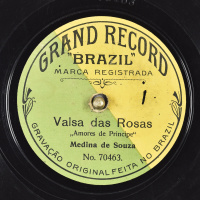 GRAND RECORD
"BRAZIL"
MARCA REGISTRADA
Valsa das Rosas
„Amores de Principe"
Medina de Souza
No. 70463.
GRAVAÇÃO ORIGINAL FEITA NO BRAZIL